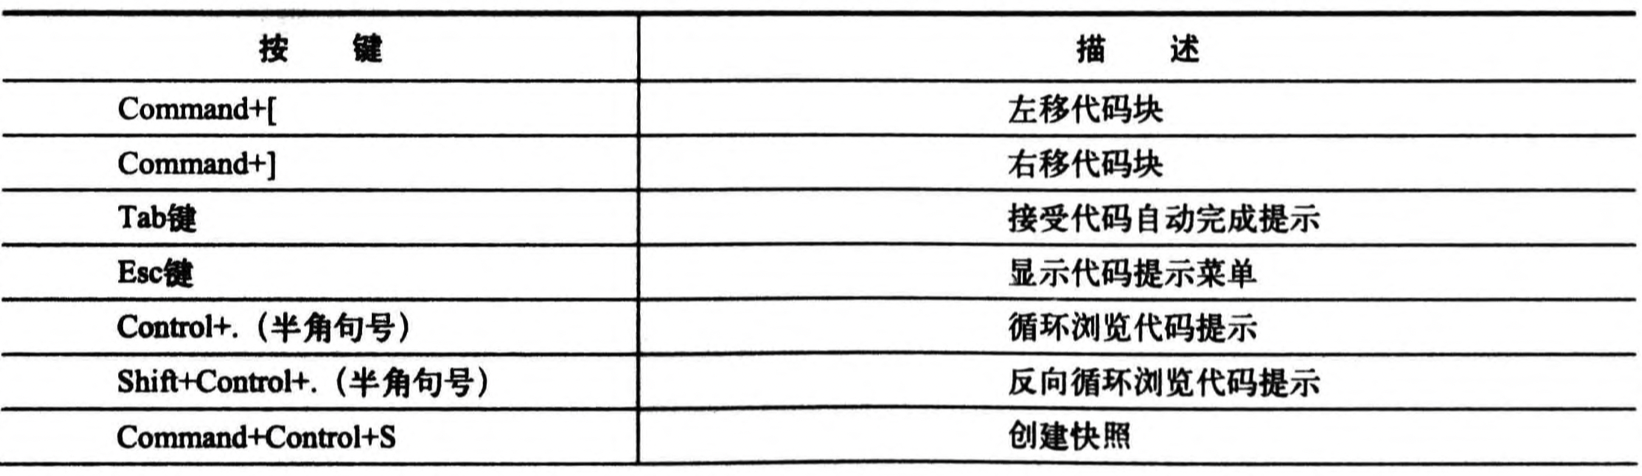 按 键 描 述
Command+[ 左移代码块
Command+] 右移代码块
Tab键 接受代码自动完成提示
Esc键 显示代码提示菜单
Control+.（半角句号） 循环浏览代码提示
Shift+Control+.（半角句号） 反向循环浏览代码提示
Command+Control+S 创建快照